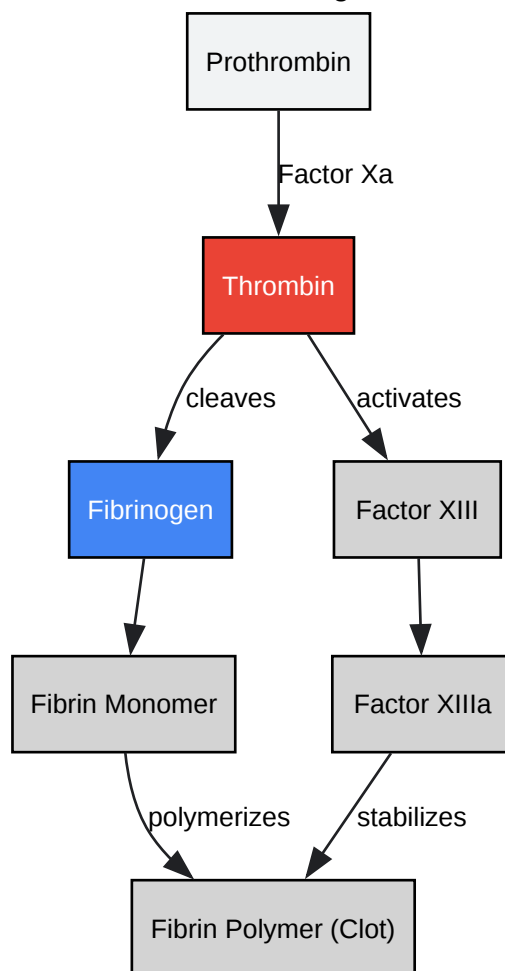 Prothrombin
Factor Xa
Thrombin
cleaves
activates
Fibrinogen
Factor XIII
Fibrin Monomer
Factor XIIIa
polymerizes
stabilizes
Fibrin Polymer (Clot)